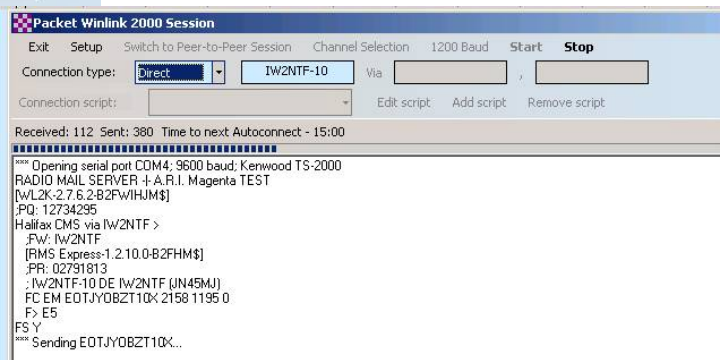 Packet Winlink 2000 Session
Exit Setup Switch to Peer-to-Peer Session Channel Selection 1200 Baud Start Stop
Connection type: Direct IW2NTF-10 Via ,
Connection script: Edit script Add script Remove script
Received: 112 Sent: 380 Time to next Autoconnect - 15:00
*** Opening serial port COM4; 9600 baud; Kenwood TS-2000
RADIO MAIL SERVER -|- A.R.I. Magenta TEST
[WL2K-2.7.6.2-B2FWIHJM$]
;PQ: 12734295
Halifax CMS via IW2NTF >
;FW: IW2NTF
[RMS Express-1.2.10.0-B2FHM$]
;PR: 02791813
; IW2NTF-10 DE IW2NTF (JN45MJ)
FC EM EOTJYOBZT10X 2158 1195 0
F> E5
FS Y
*** Sending EOTJYOBZT10X...